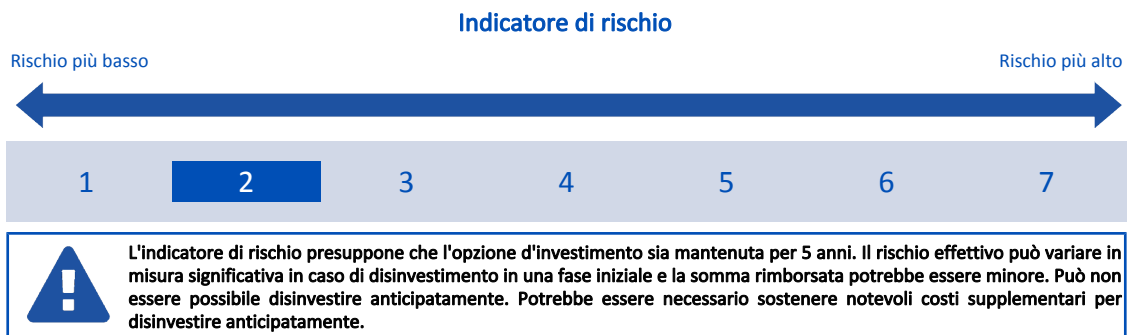 Indicatore di rischio
Rischio più basso
Rischio più alto
1 2 3 4 5 6 7
L'indicatore di rischio presuppone che l'opzione d'investimento sia mantenuta per 5 anni. Il rischio effettivo può variare in
misura significativa in caso di disinvestimento in una fase iniziale e la somma rimborsata potrebbe essere minore. Può non
essere possibile disinvestire anticipatamente. Potrebbe essere necessario sostenere notevoli costi supplementari per
disinvestire anticipatamente.